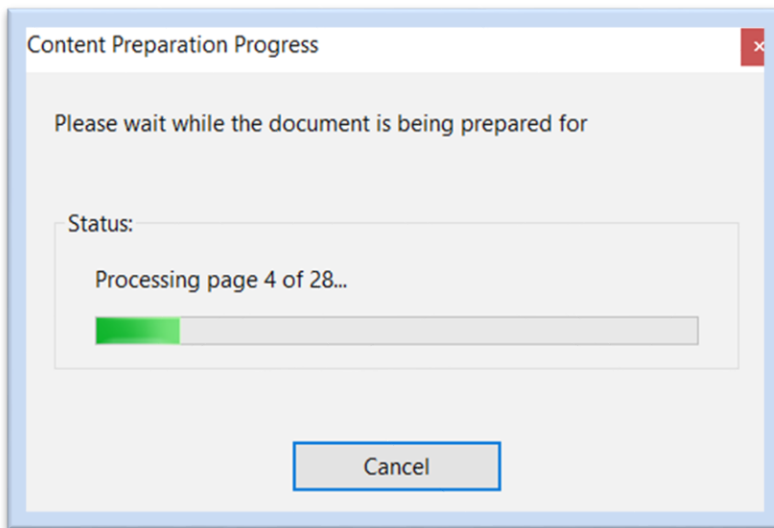 Content Preparation Progress
Please wait while the document is being prepared for
Status:
Processing page 4 of 28...
Cancel